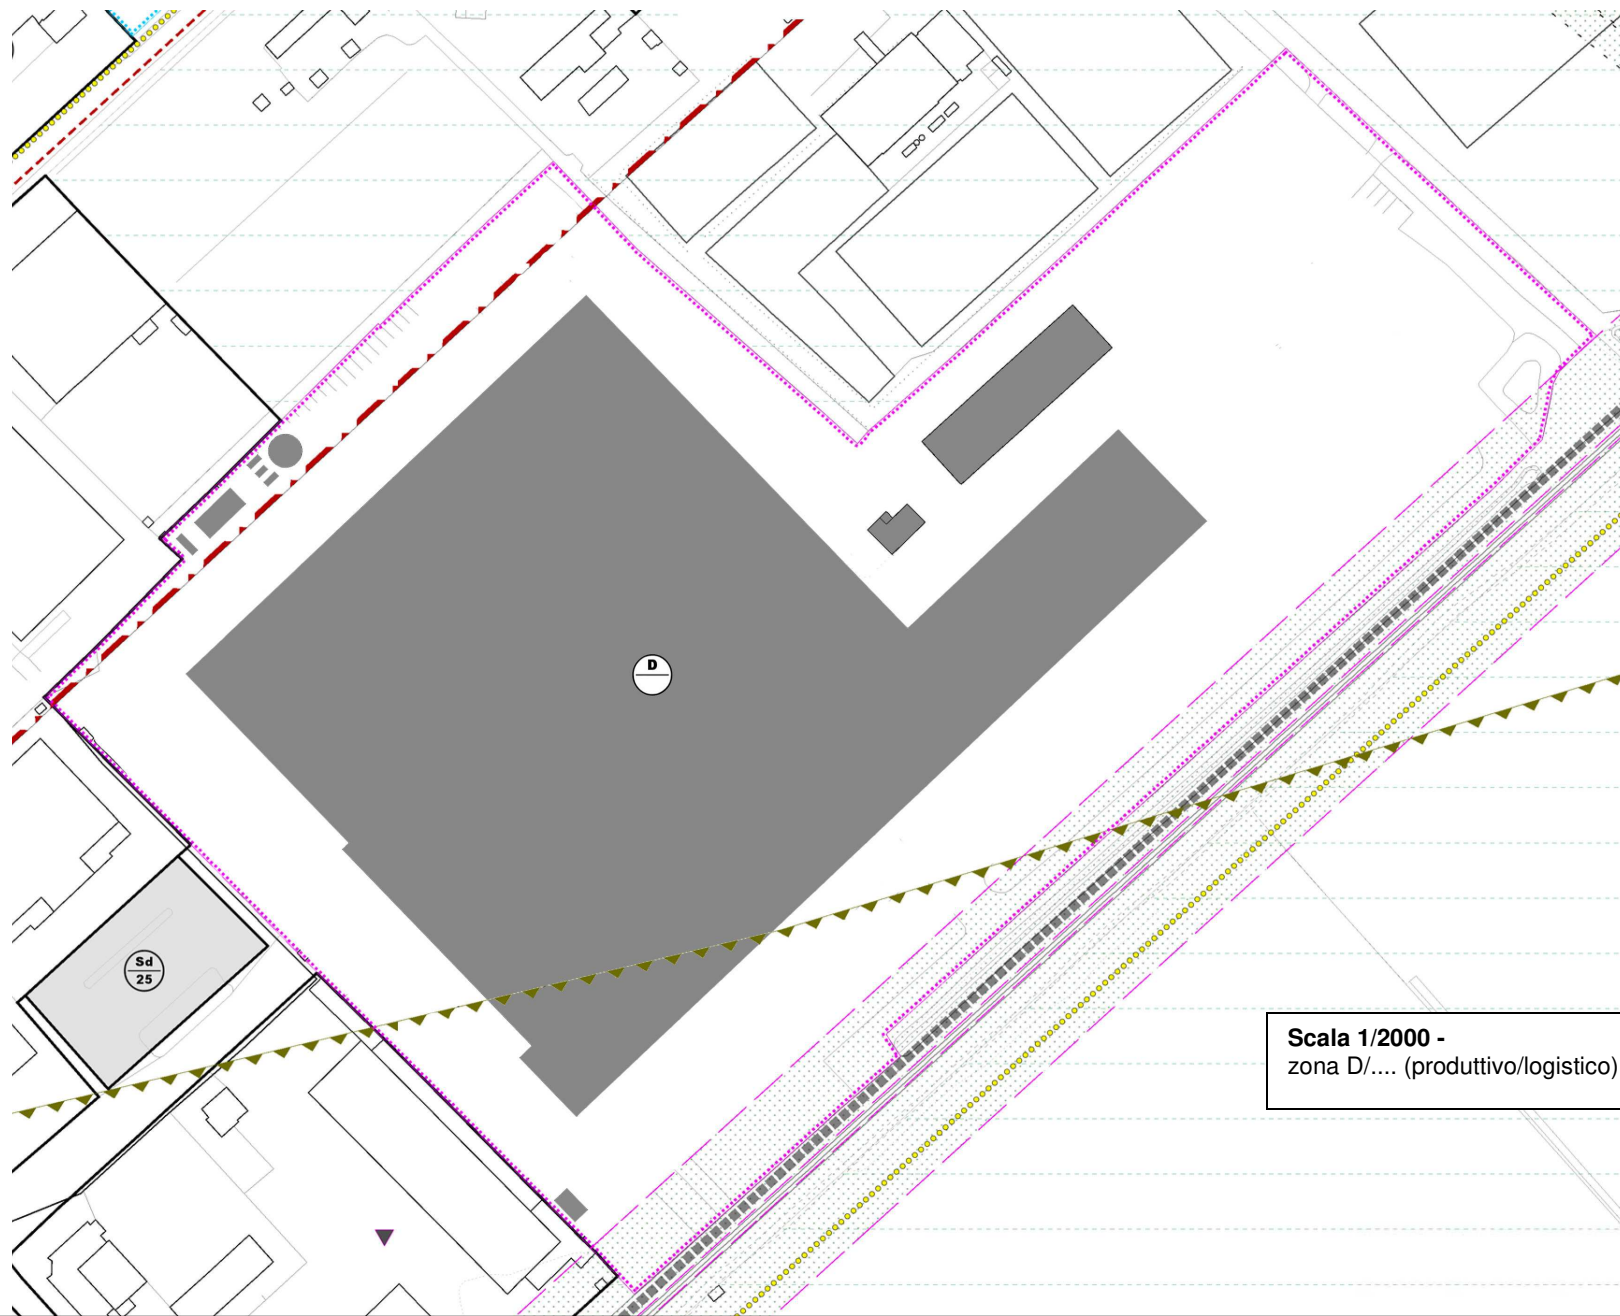 D
Sd
25
Scala 1/2000 -
zona D/.... (produttivo/logistico)